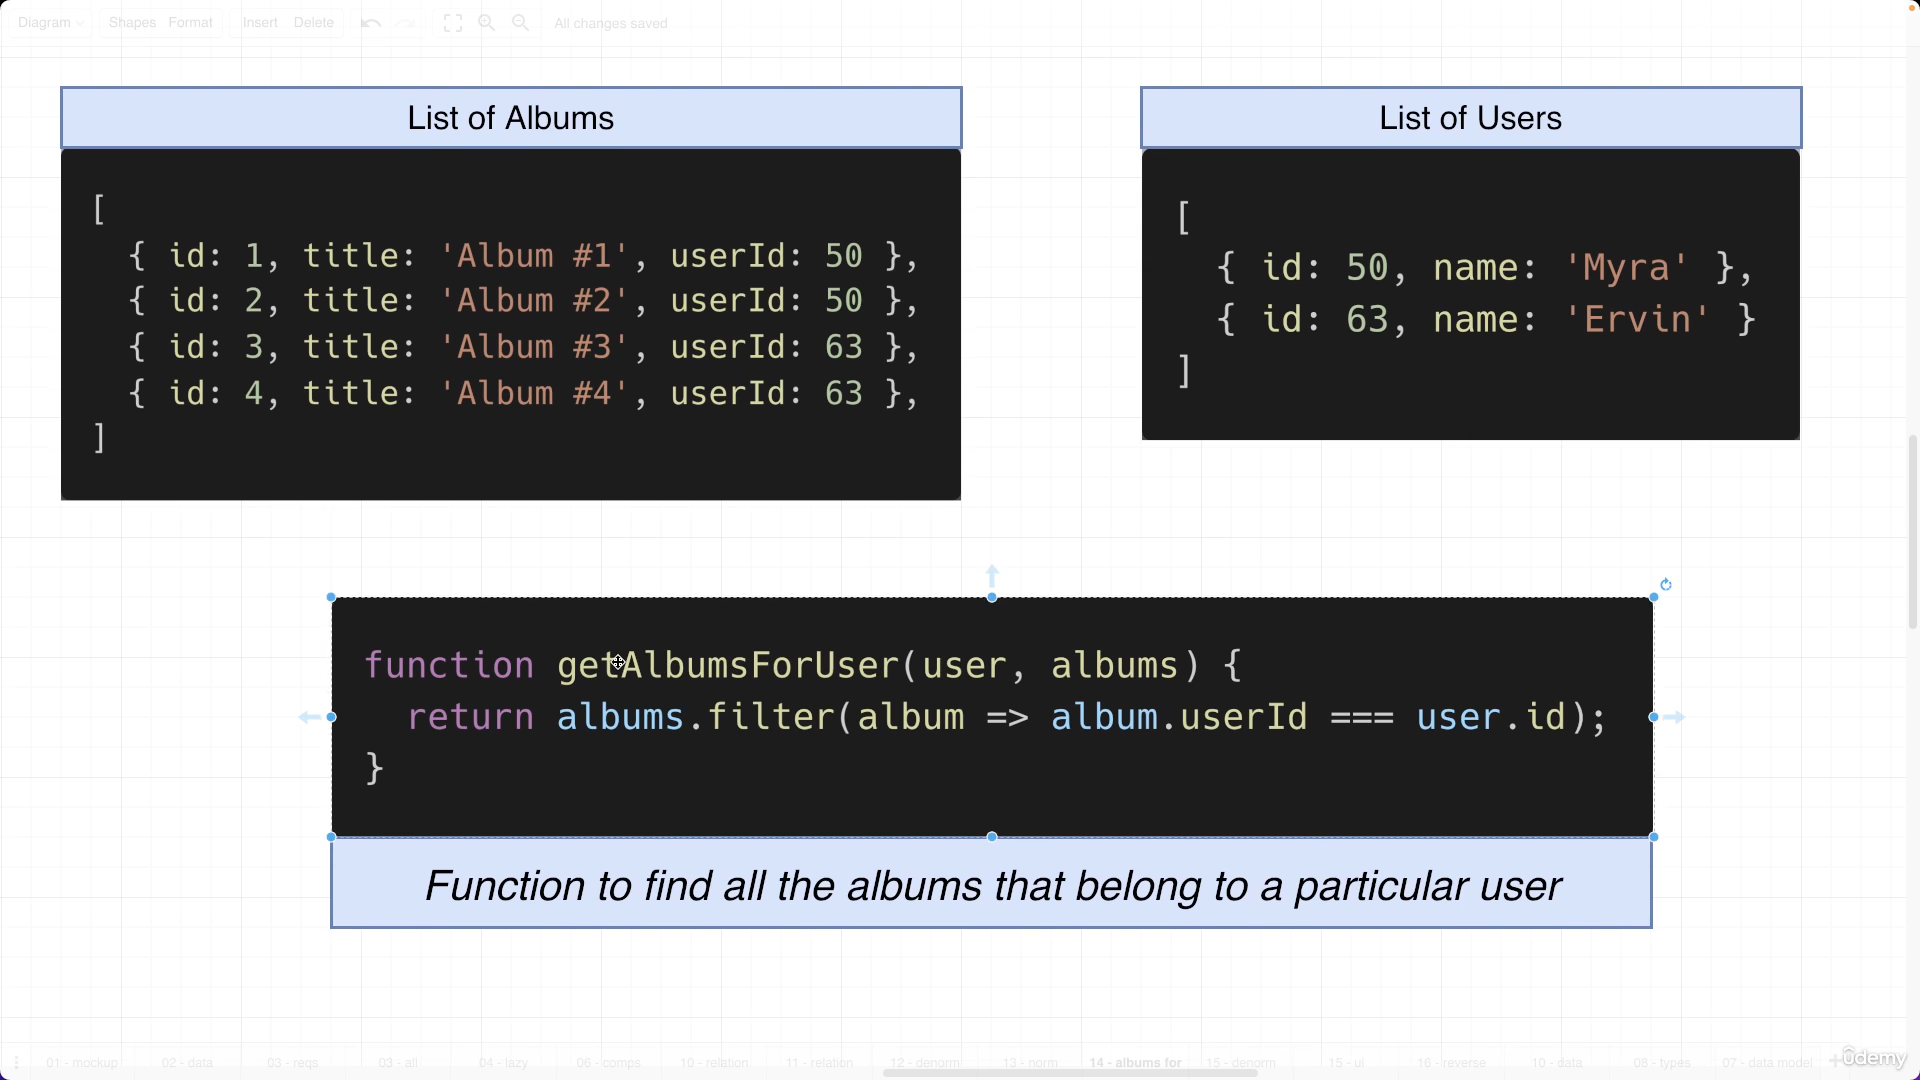 Diagram Shapes Format Insert Delete All changes saved
List of Albums
[
{ id: 1, title: 'Album #1', userId: 50 },
{ id: 2, title: 'Album #2', userId: 50 },
{ id: 3, title: 'Album #3', userId: 63 },
{ id: 4, title: 'Album #4', userId: 63 },
]
List of Users
[
{ id: 50, name: 'Myra' },
{ id: 63, name: 'Ervin' }
]
function getAlbumsForUser(user, albums) {
return albums.filter(album => album.userId === user.id);
}
Function to find all the albums that belong to a particular user
01 - mockup 02 - data 03 - reqs 03 - all 04 - lazy 06 - comps 10 - relation 11 - relation 12 - denorm 13 - norm 14 - albums for 15 - denorm 15 - ui 16 - reverse 10 - data 08 - types 07 - data model
ûdemy